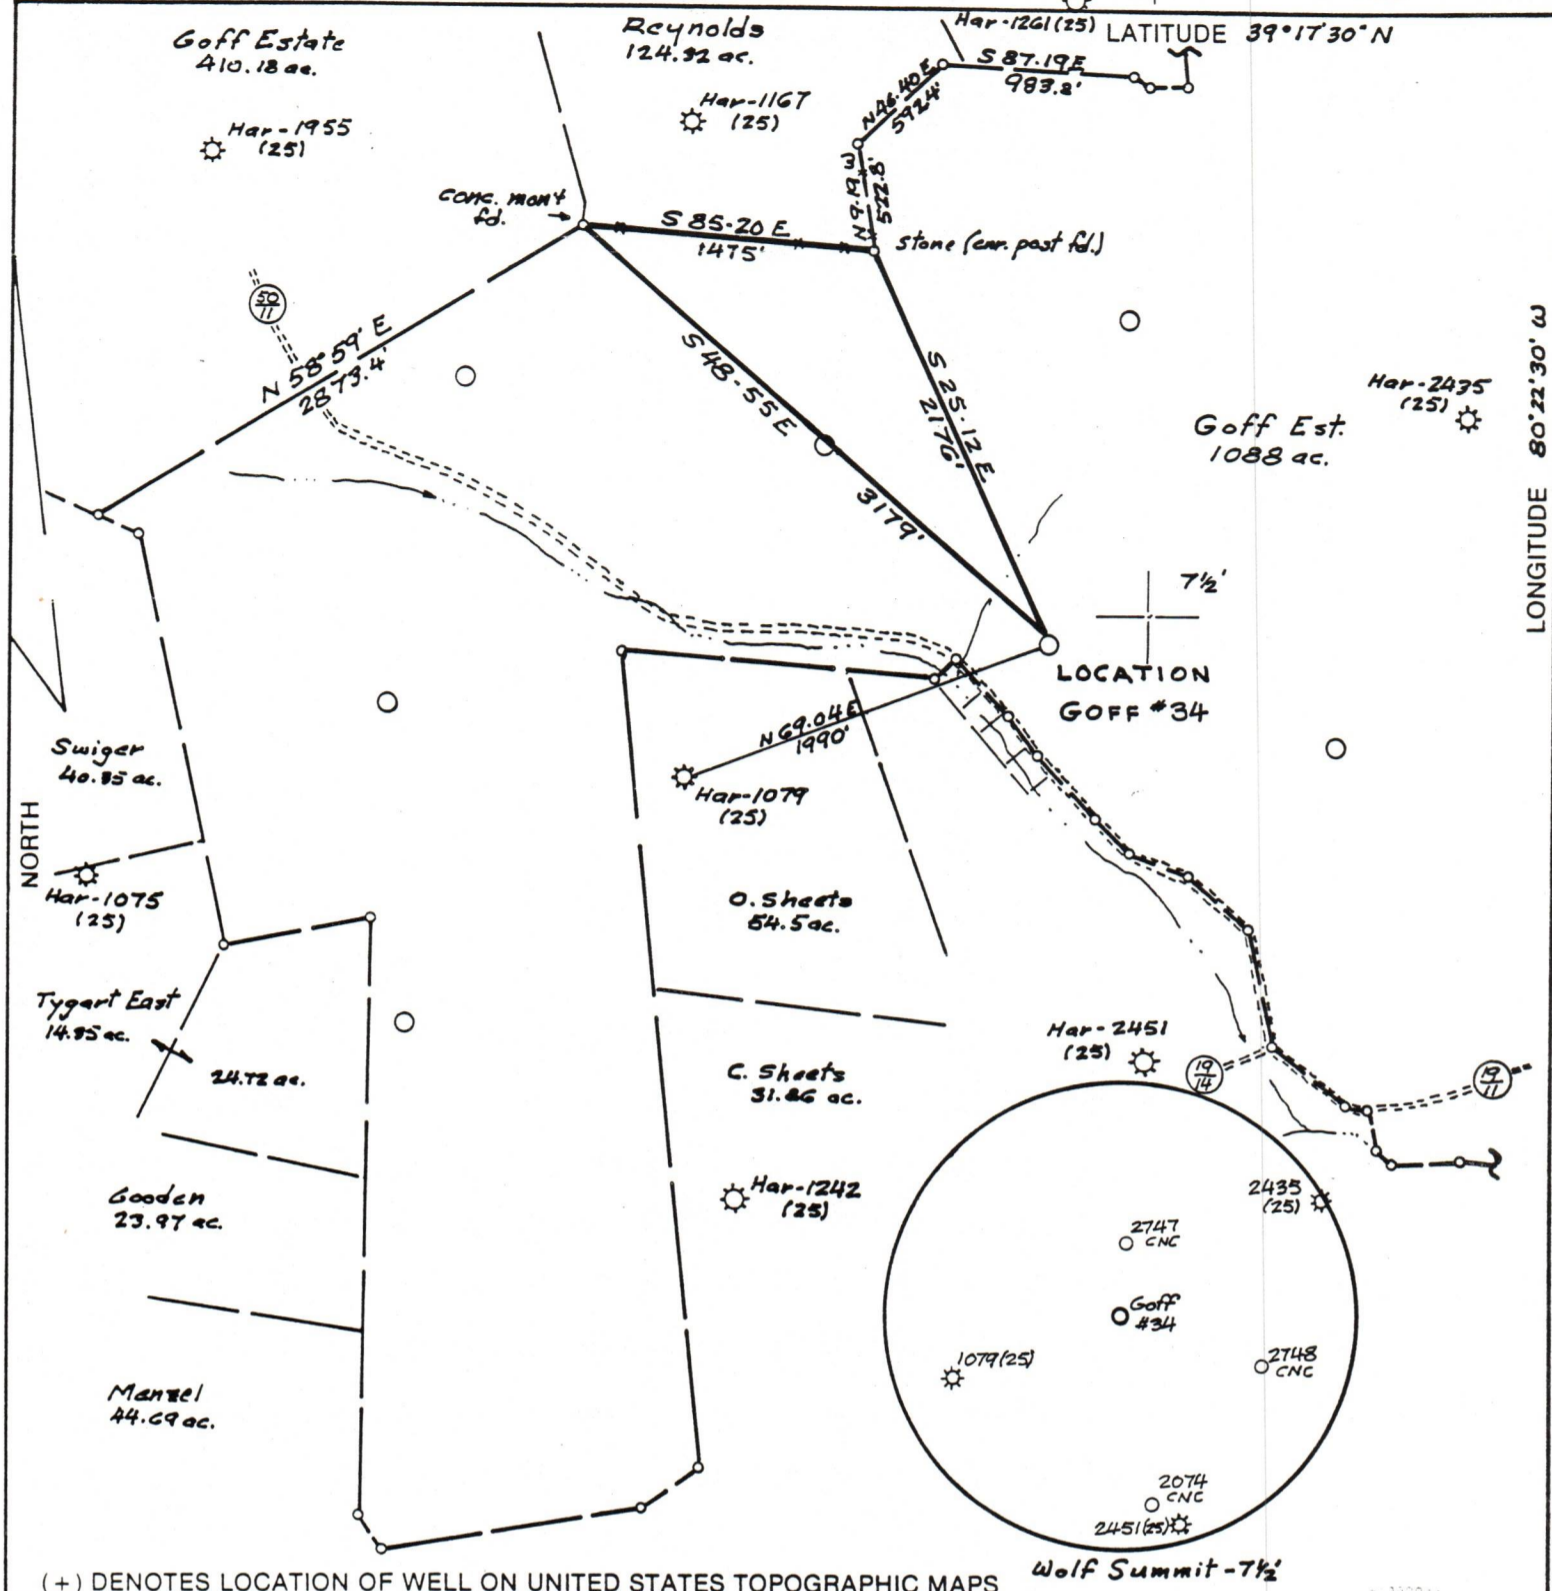 Har-1261(25)
LATITUDE 39°17'30" N
Goff Estate
410.18 ac.
Reynolds
124.32 ac.
S 87.19 E
983.2'
N 46.40 E
592.4'
Har-1955
(25)
Har-1167
(25)
N 9.19 W
522.8'
conc. mon't
fd.
S 85-20 E
1475'
stone (cnr. post fd.)
50
11
N 58°59' E
2873.4'
S 48-55 E
3179'
S 25.12 E
2176'
Har-2435
(25)
Goff Est.
1088 ac.
LONGITUDE 80°22'30" W
7½'
LOCATION
GOFF #34
N 69.04 E
1990'
Swiger
40.85 ac.
NORTH
Har-1079
(25)
Har-1075
(25)
O. Sheets
54.5 ac.
Tygart East
14.85 ac.
24.72 ac.
Har-2451
(25)
19
14
19
11
C. Sheets
31.86 ac.
Gooden
23.97 ac.
Har-1242
(25)
2435
(25)
2747
CNC
Goff
#34
1079(25)
2748
CNC
Menzel
44.69 ac.
2074
CNC
2451(25)
Wolf Summit - 7½'
(+) DENOTES LOCATION OF WELL ON UNITED STATES TOPOGRAPHIC MAPS